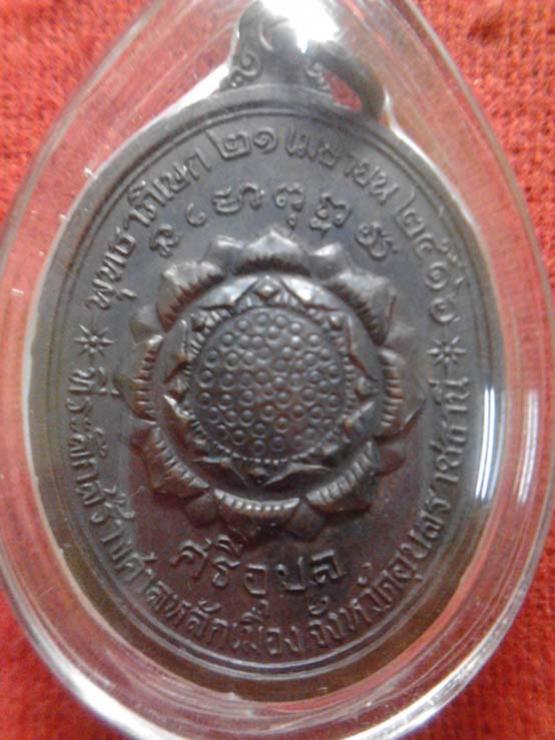 พุทธาภิเษก ๒๑ เมษายน ๒๕๑๖
ที่ระลึกสร้างศาลหลักเมือง จังหวัดอุบลราชธานี
ศรีอุบล